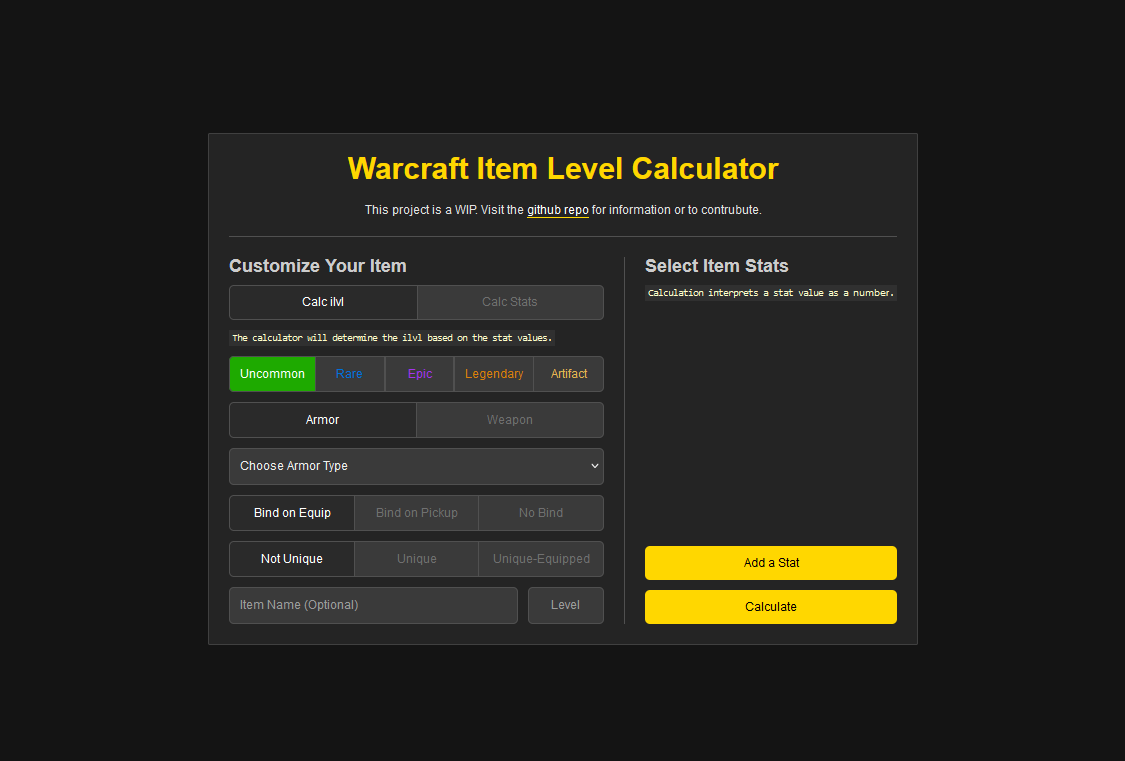 Warcraft Item Level Calculator
This project is a WIP. Visit the github repo for information or to contrubute.
Customize Your Item
Calc ilvl
Calc Stats
The calculator will determine the ilvl based on the stat values.
Uncommon
Rare
Epic
Legendary
Artifact
Armor
Weapon
Choose Armor Type
Bind on Equip
Bind on Pickup
No Bind
Not Unique
Unique
Unique-Equipped
Item Name (Optional)
Level
Select Item Stats
Calculation interprets a stat value as a number.
Add a Stat
Calculate